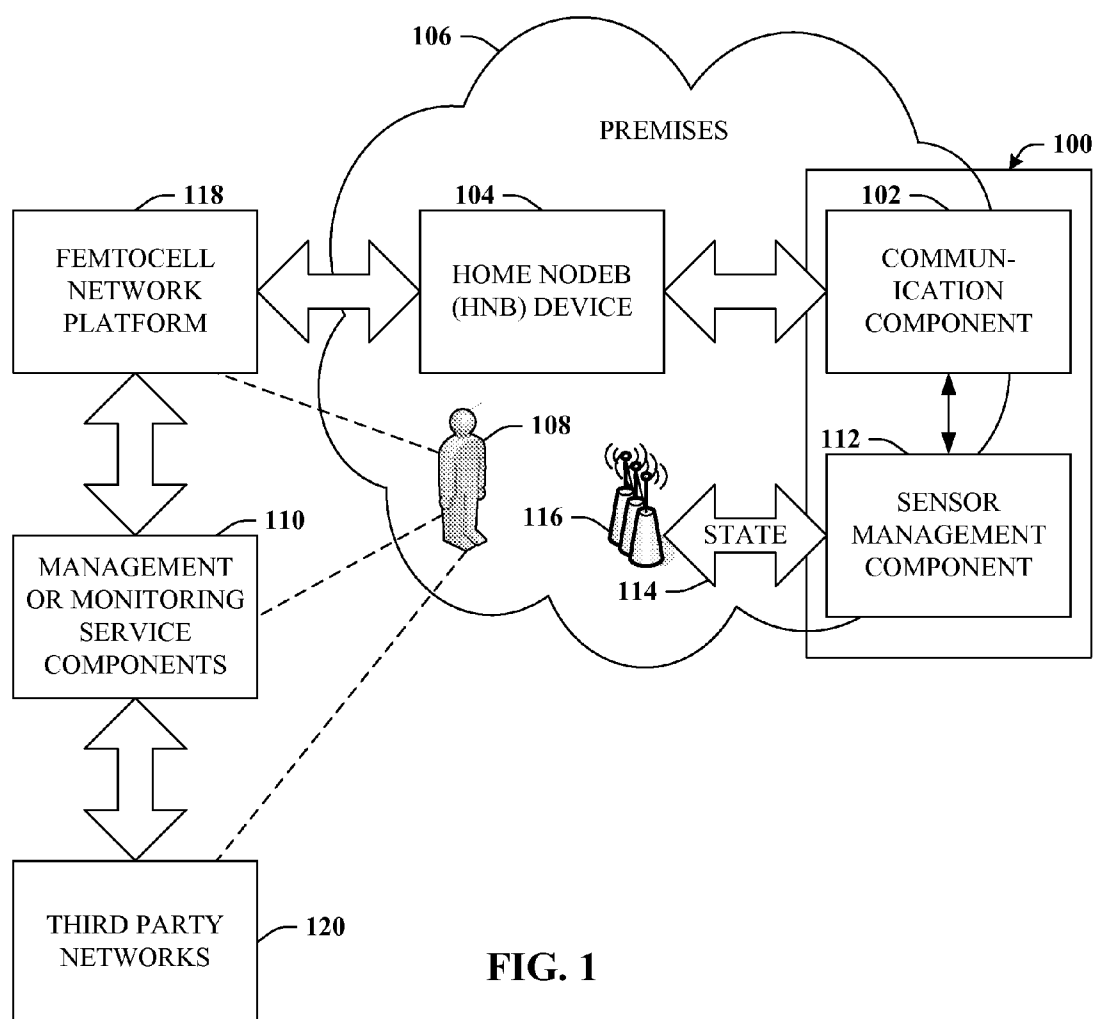 106
PREMISES
100
118
104
102
FEMTOCELL
NETWORK
PLATFORM
HOME NODEB
(HNB) DEVICE
COMMUN-
ICATION
COMPONENT
108
112
110
116
STATE
114
SENSOR
MANAGEMENT
COMPONENT
MANAGEMENT
OR MONITORING
SERVICE
COMPONENTS
THIRD PARTY
NETWORKS
120
FIG. 1